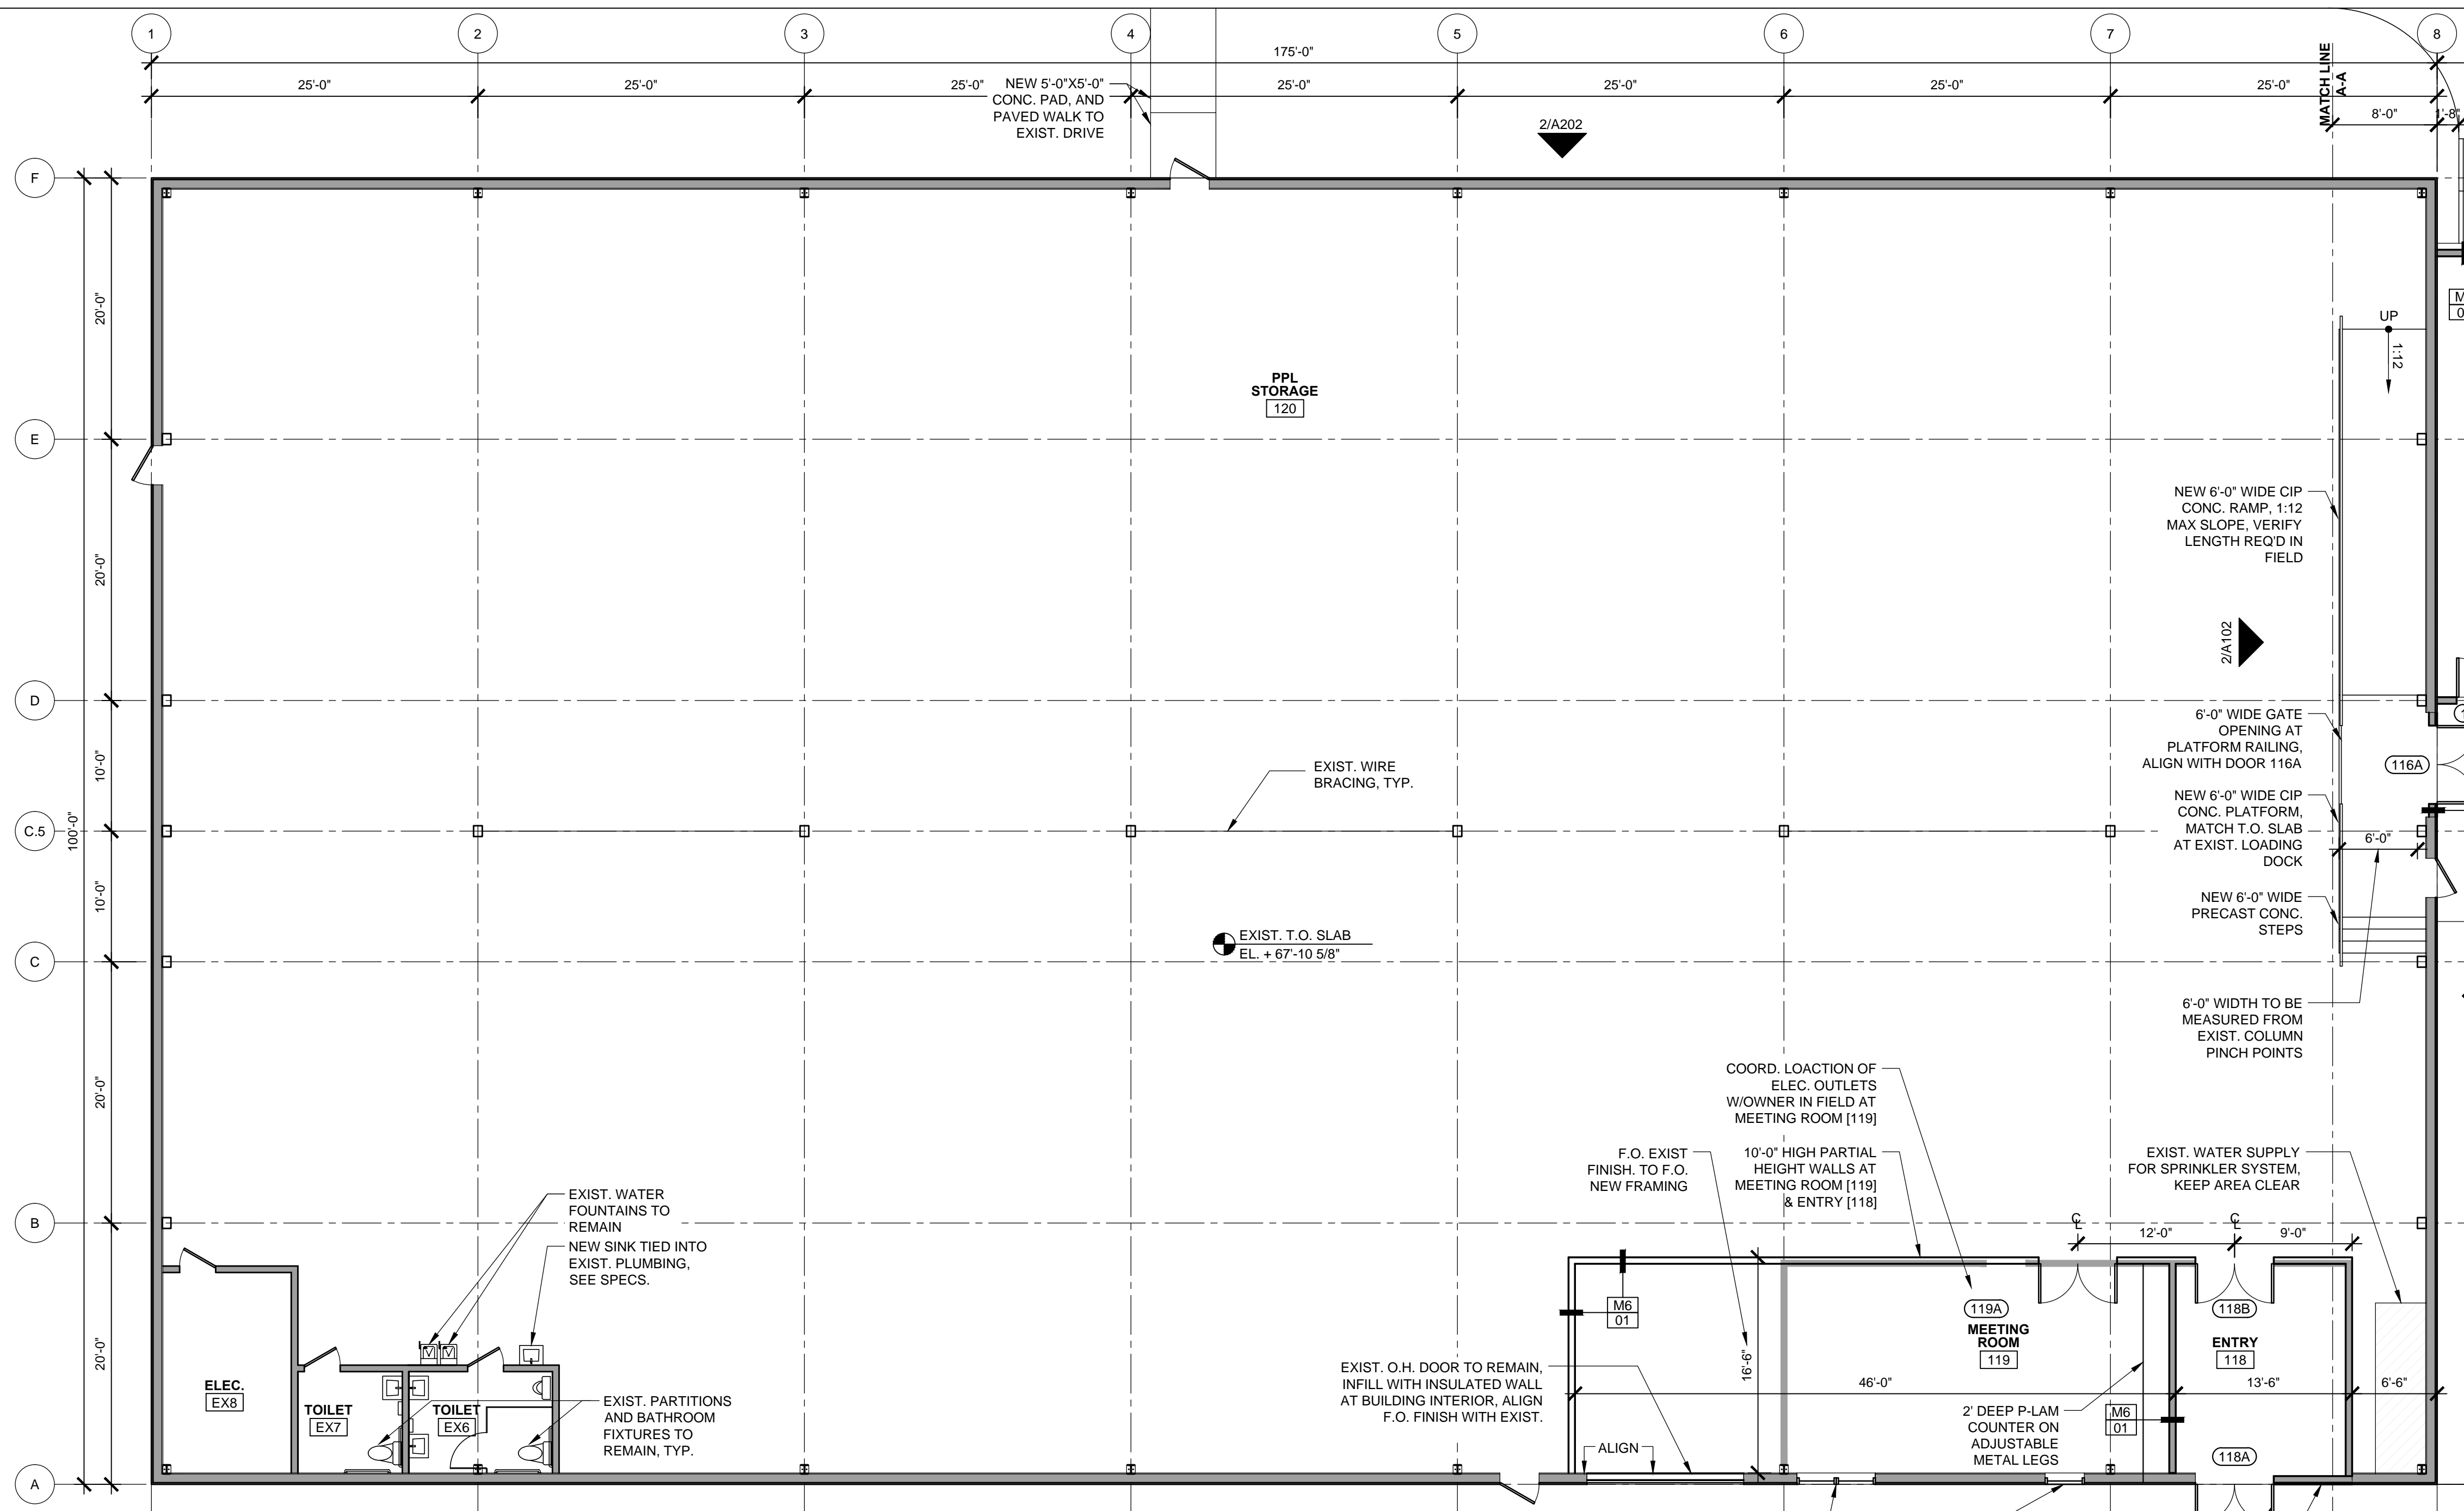 1
2
3
4
5
6
7
8
175'-0"
25'-0"
25'-0"
25'-0"
25'-0"
25'-0"
25'-0"
25'-0"
MATCH LINE
A-A
8'-0"
1'-8"
NEW 5'-0"X5'-0"
CONC. PAD, AND
PAVED WALK TO
EXIST. DRIVE
2/A202
F
E
D
C.5
C
B
A
20'-0"
20'-0"
10'-0"
100'-0"
10'-0"
20'-0"
20'-0"
UP
1:12
PPL
STORAGE
120
NEW 6'-0" WIDE CIP
CONC. RAMP, 1:12
MAX SLOPE, VERIFY
LENGTH REQ'D IN
FIELD
2/A102
6'-0" WIDE GATE
OPENING AT
PLATFORM RAILING,
ALIGN WITH DOOR 116A
116A
EXIST. WIRE
BRACING, TYP.
NEW 6'-0" WIDE CIP
CONC. PLATFORM,
MATCH T.O. SLAB
AT EXIST. LOADING
DOCK
6'-0"
NEW 6'-0" WIDE
PRECAST CONC.
STEPS
EXIST. T.O. SLAB
EL. + 67'-10 5/8"
6'-0" WIDTH TO BE
MEASURED FROM
EXIST. COLUMN
PINCH POINTS
COORD. LOACTION OF
ELEC. OUTLETS
W/OWNER IN FIELD AT
MEETING ROOM [119]
F.O. EXIST
FINISH. TO F.O.
NEW FRAMING
10'-0" HIGH PARTIAL
HEIGHT WALLS AT
MEETING ROOM [119]
& ENTRY [118]
EXIST. WATER SUPPLY
FOR SPRINKLER SYSTEM,
KEEP AREA CLEAR
EXIST. WATER
FOUNTAINS TO
REMAIN
NEW SINK TIED INTO
EXIST. PLUMBING,
SEE SPECS.
CL
12'-0"
CL
9'-0"
M6
01
119A
MEETING
ROOM
119
118B
ENTRY
118
16'-6"
46'-0"
13'-6"
6'-6"
EXIST. O.H. DOOR TO REMAIN,
INFILL WITH INSULATED WALL
AT BUILDING INTERIOR, ALIGN
F.O. FINISH WITH EXIST.
ELEC.
EX8
TOILET
EX7
TOILET
EX6
EXIST. PARTITIONS
AND BATHROOM
FIXTURES TO
REMAIN, TYP.
2' DEEP P-LAM
COUNTER ON
ADJUSTABLE
METAL LEGS
M6
01
ALIGN
118A